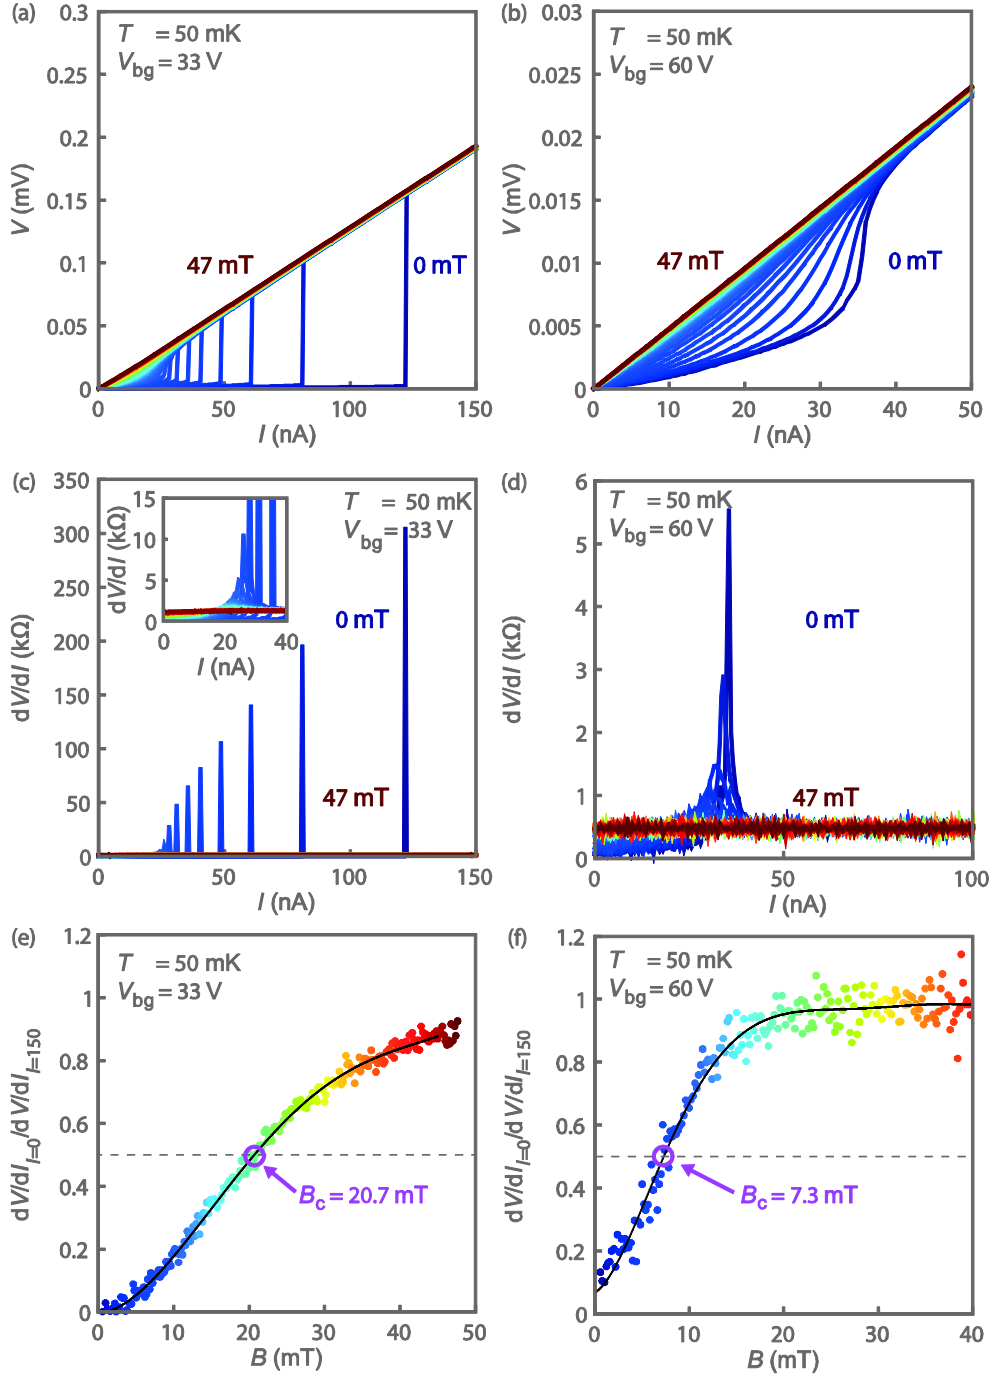 (a)
T = 50 mK
V_bg = 33 V
0.3
0.25
0.2
0.15
0.1
0.05
0
V (mV)
47 mT
0 mT
0 50 100 150
I (nA)
(b)
T = 50 mK
V_bg = 60 V
0.03
0.025
0.02
0.015
0.01
0.005
0
V (mV)
47 mT
0 mT
0 10 20 30 40 50
I (nA)
(c)
T = 50 mK
V_bg = 33 V
350
300
250
200
150
100
50
0
dV/dI (kΩ)
15
10
5
0
dV/dI (kΩ)
0 20 40
I (nA)
0 mT
47 mT
0 50 100 150
I (nA)
(d)
T = 50 mK
V_bg = 60 V
6
5
4
3
2
1
0
dV/dI (kΩ)
0 mT
47 mT
0 50 100
I (nA)
(e)
T = 50 mK
V_bg = 33 V
1.2
1
0.8
0.6
0.4
0.2
0
dV/dI_I=0/dV/dI_I=150
B_c = 20.7 mT
0 10 20 30 40 50
B (mT)
(f)
T = 50 mK
V_bg = 60 V
1.2
1
0.8
0.6
0.4
0.2
0
dV/dI_I=0/dV/dI_I=150
B_c = 7.3 mT
0 10 20 30 40
B (mT)